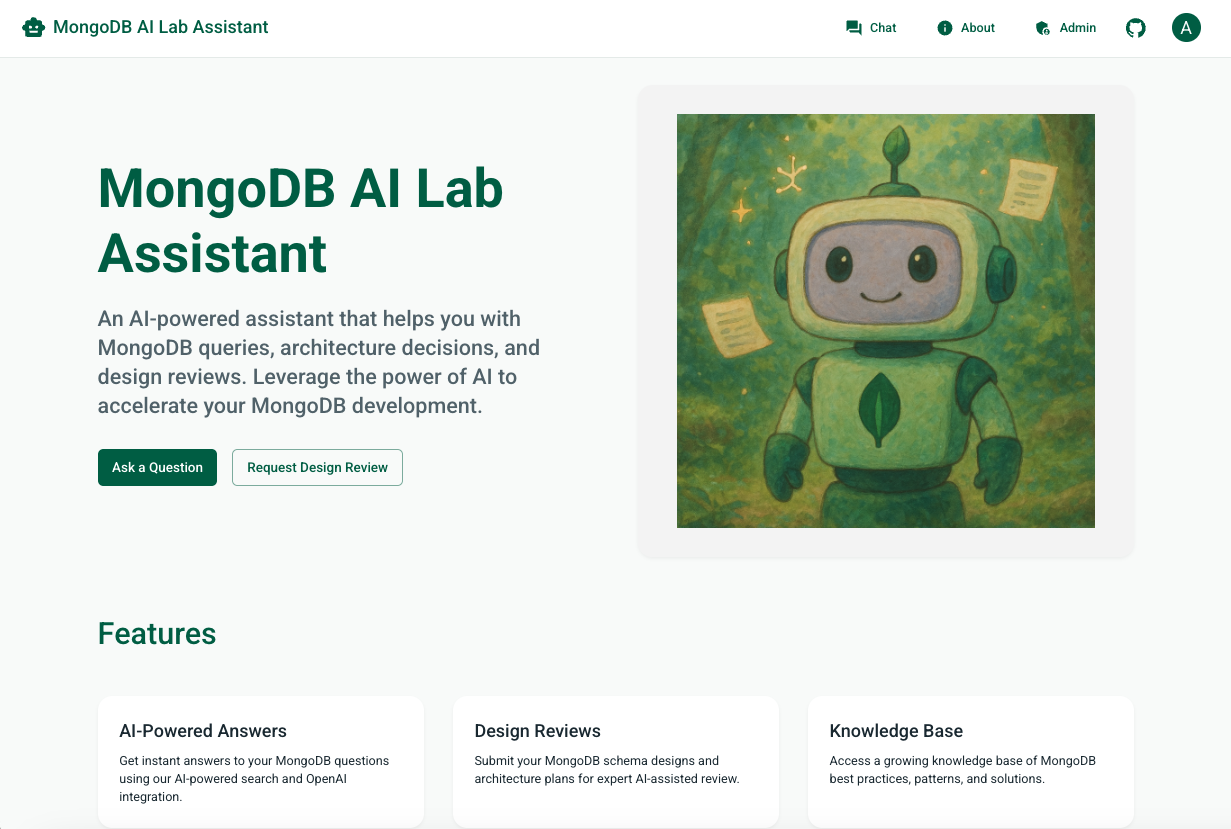 MongoDB AI Lab Assistant
Chat
About
Admin
A
MongoDB AI Lab
Assistant
An AI-powered assistant that helps you with
MongoDB queries, architecture decisions, and
design reviews. Leverage the power of AI to
accelerate your MongoDB development.
Ask a Question
Request Design Review
Features
AI-Powered Answers
Get instant answers to your MongoDB questions
using our AI-powered search and OpenAI
integration.
Design Reviews
Submit your MongoDB schema designs and
architecture plans for expert AI-assisted review.
Knowledge Base
Access a growing knowledge base of MongoDB
best practices, patterns, and solutions.